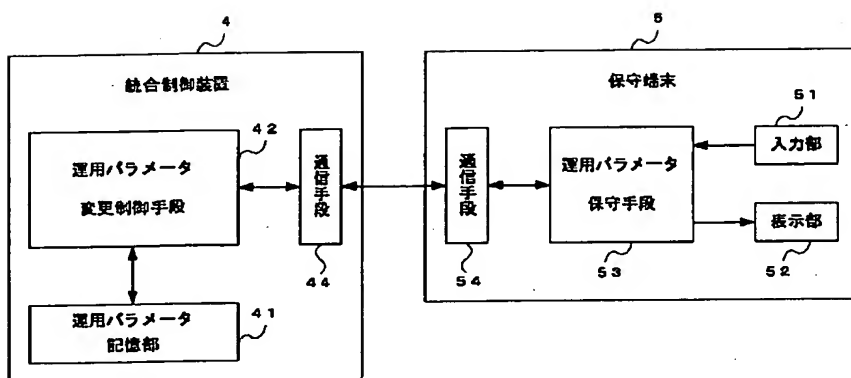 4
統合制御装置
42
運用パラメータ
変更制御手段
通信手段
44
運用パラメータ
記憶部
41
5
保守端末
通信手段
54
運用パラメータ
保守手段
53
51
入力部
表示部
52